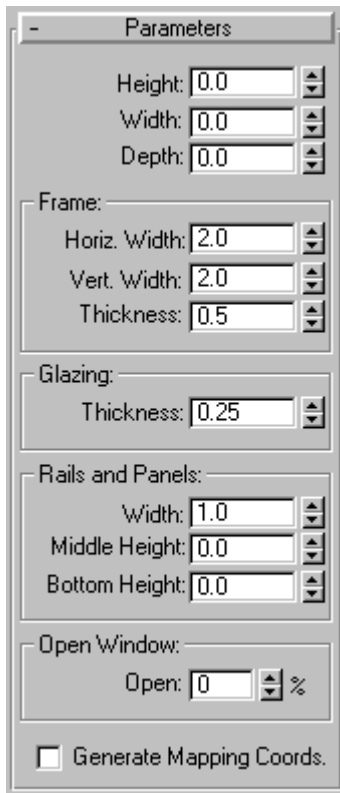 - Parameters
Height: 0.0
Width: 0.0
Depth: 0.0
Frame:
Horiz. Width: 2.0
Vert. Width: 2.0
Thickness: 0.5
Glazing:
Thickness: 0.25
Rails and Panels:
Width: 1.0
Middle Height: 0.0
Bottom Height: 0.0
Open Window:
Open: 0 %
Generate Mapping Coords.